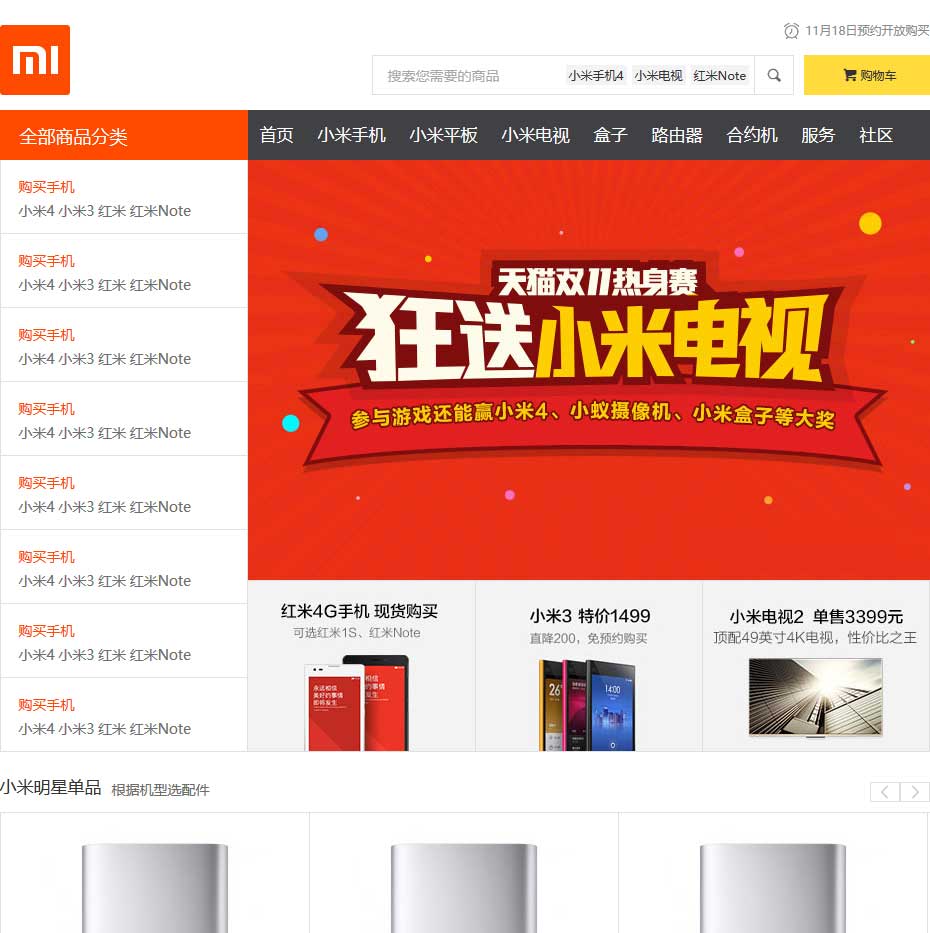 mi
11月18日预约开放购买
搜索您需要的商品 小米手机4 小米电视 红米Note
购物车
全部商品分类
首页 小米手机 小米平板 小米电视 盒子 路由器 合约机 服务 社区
购买手机
小米4 小米3 红米 红米Note
购买手机
小米4 小米3 红米 红米Note
购买手机
小米4 小米3 红米 红米Note
购买手机
小米4 小米3 红米 红米Note
购买手机
小米4 小米3 红米 红米Note
购买手机
小米4 小米3 红米 红米Note
购买手机
小米4 小米3 红米 红米Note
购买手机
小米4 小米3 红米 红米Note
天猫双11热身赛
狂送小米电视
参与游戏还能赢小米4、小蚁摄像机、小米盒子等大奖
红米4G手机 现货购买
可选红米1S、红米Note
永远相信
美好的事情
即将发生
小米3 特价1499
直降200，免预约购买
26°
14:00
小米电视2 单售3399元
顶配49英寸4K电视，性价比之王
小米明星单品 根据机型选配件